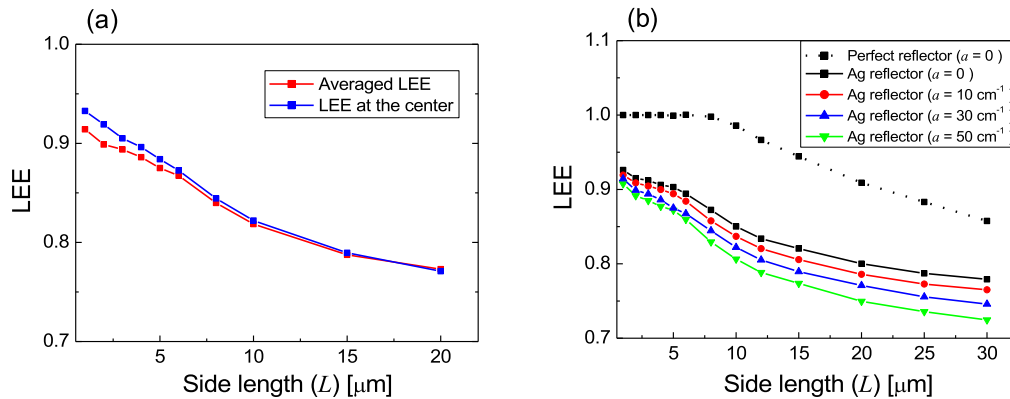 (a)
1.0
0.9
0.8
0.7
LEE
Averaged LEE
LEE at the center
5
10
15
20
Side length (L) [μm]
(b)
1.1
1.0
0.9
0.8
0.7
LEE
Perfect reflector (a = 0 )
Ag reflector (a = 0 )
Ag reflector (a = 10 cm⁻¹ )
Ag reflector (a = 30 cm⁻¹ )
Ag reflector (a = 50 cm⁻¹ )
5
10
15
20
25
30
Side length (L) [μm]